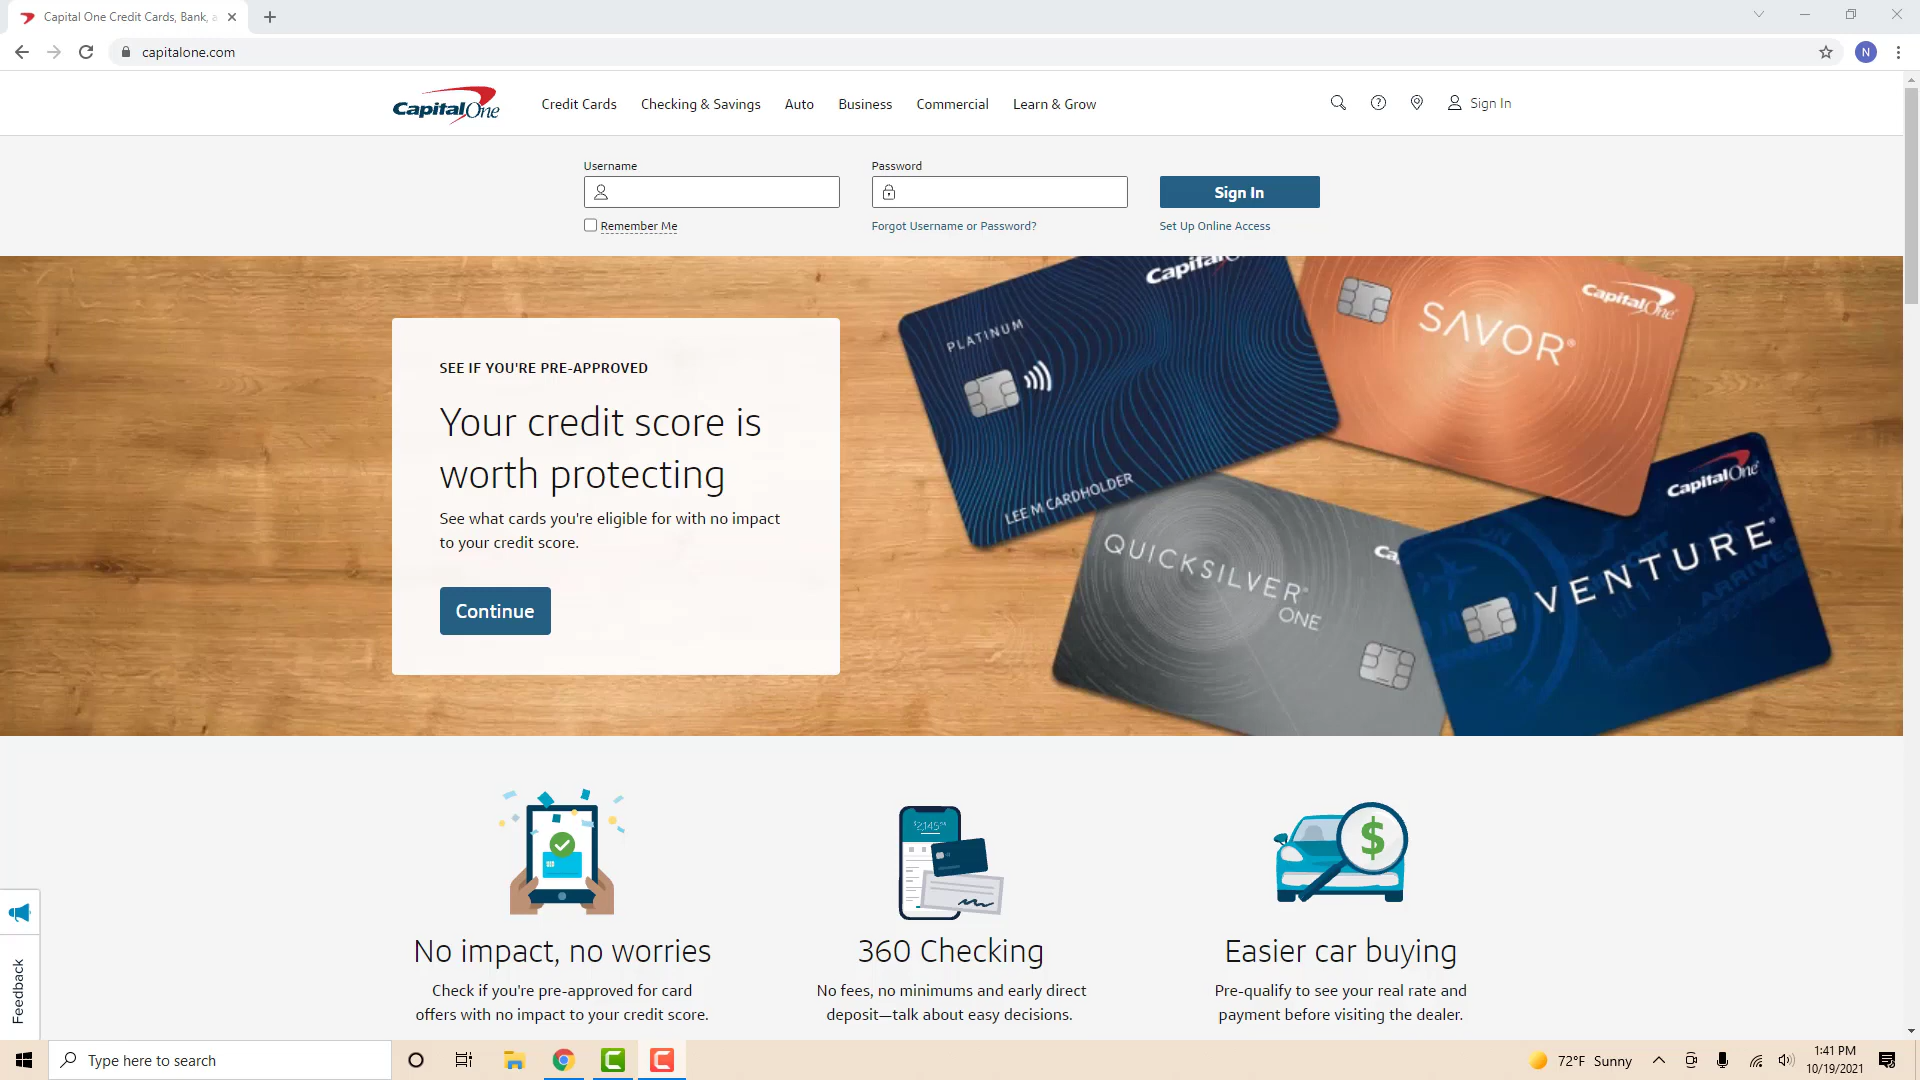 Capital One Credit Cards, Bank, a
capitalone.com
N
Capital One
Credit Cards
Checking & Savings
Auto
Business
Commercial
Learn & Grow
Sign In
Username
Password
Sign In
Remember Me
Forgot Username or Password?
Set Up Online Access
SEE IF YOU'RE PRE-APPROVED
Your credit score is
worth protecting
See what cards you're eligible for with no impact
to your credit score.
Continue
CapitalOne
PLATINUM
LEE M CARDHOLDER
CapitalOne
SAVOR®
QUICKSILVER®
ONE
Ca
CapitalOne
VENTURE®
$2,145
$
No impact, no worries
Check if you're pre-approved for card
offers with no impact to your credit score.
360 Checking
No fees, no minimums and early direct
deposit—talk about easy decisions.
Easier car buying
Pre-qualify to see your real rate and
payment before visiting the dealer.
Feedback
Type here to search
72°F Sunny
1:41 PM
10/19/2021